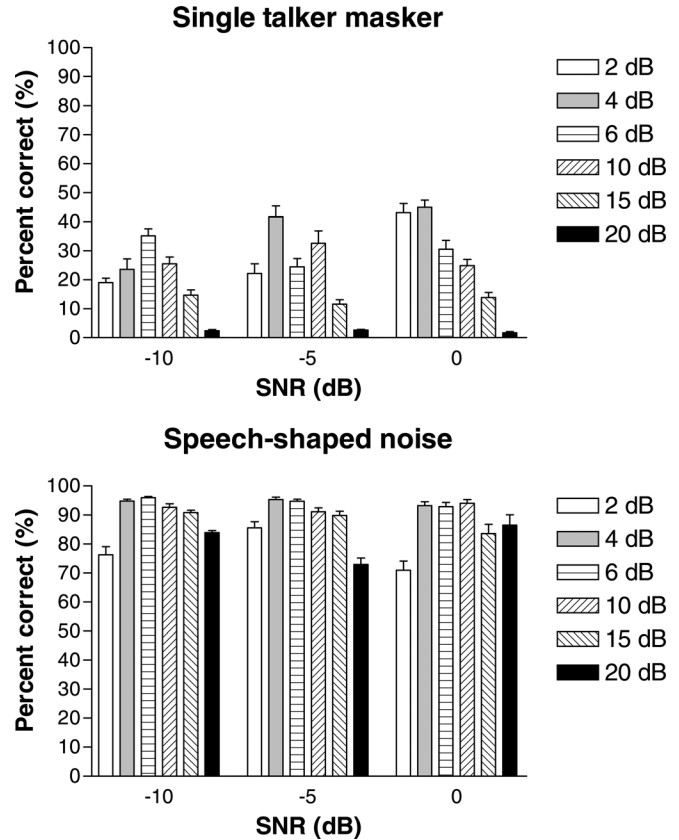 Single talker masker
Percent correct (%)
100
90
80
70
60
50
40
30
20
10
0
-10
-5
0
SNR (dB)
2 dB
4 dB
6 dB
10 dB
15 dB
20 dB
Speech-shaped noise
Percent correct (%)
100
90
80
70
60
50
40
30
20
10
0
-10
-5
0
SNR (dB)
2 dB
4 dB
6 dB
10 dB
15 dB
20 dB